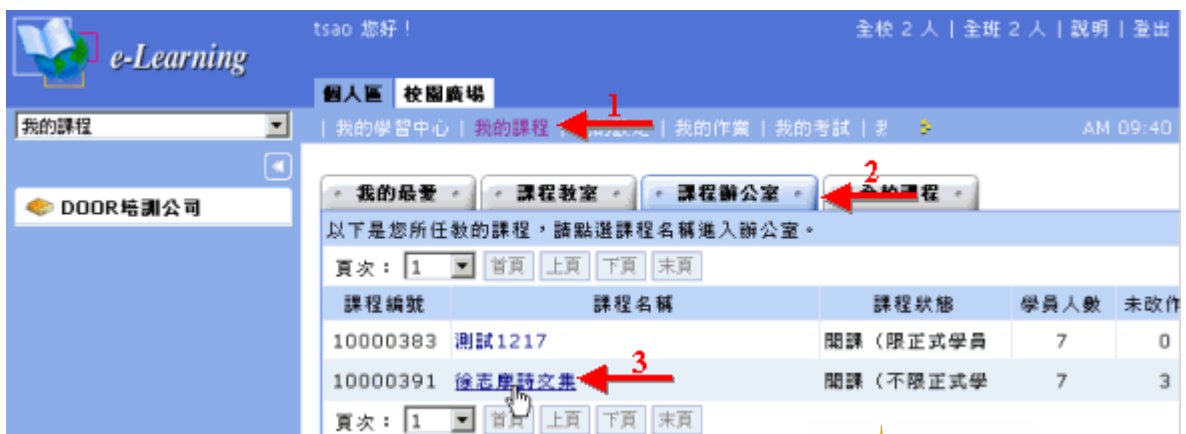 tsao 您好！
全校 2 人 | 全班 2 人 | 說明 | 登出
e-Learning
個人區 校園廣場
1
我的課程
| 我的學習中心 | 我的課程 | 我的作業 | 我的考試 |
AM 09:40
2
我的最愛 課程教室 課程辦公室 課程
DOOR培訓公司
以下是您所任教的課程，請點選課程名稱進入辦公室。
頁次： 1 首頁 上頁 下頁 末頁
課程編號 課程名稱 課程狀態 學員人數 未改作
10000383 測試1217 開課（限正式學員 7 0
3
10000391 徐志摩詩文集 開課（不限正式學 7 3
頁次： 1 首頁 上頁 下頁 末頁